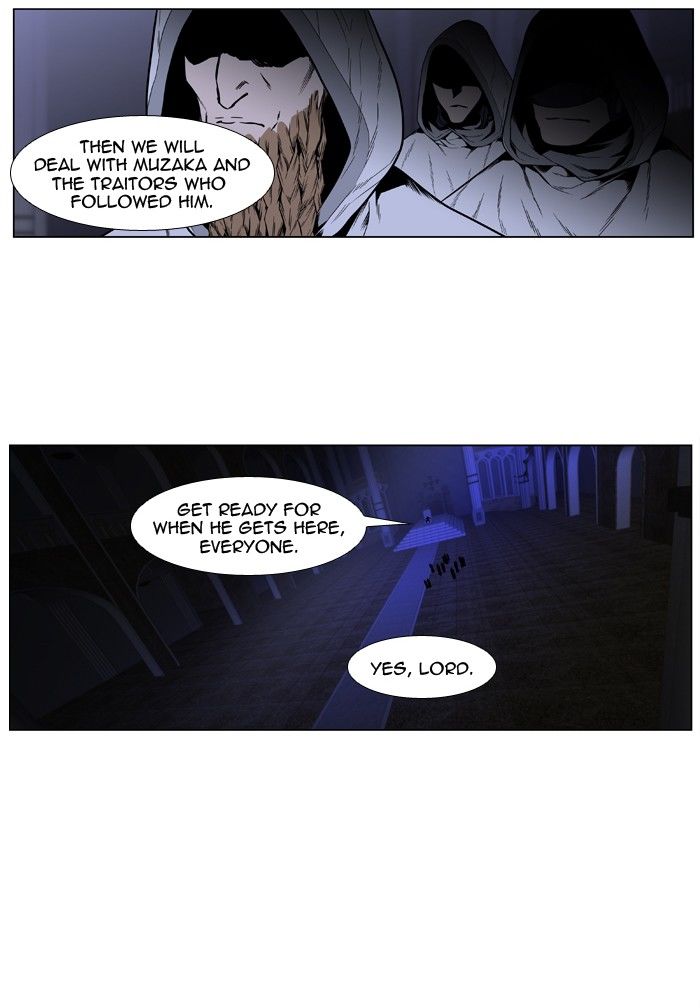 THEN WE WILL
DEAL WITH MUZAKA AND
THE TRAITORS WHO
FOLLOWED HIM.
GET READY FOR
WHEN HE GETS HERE,
EVERYONE.
YES, LORD.